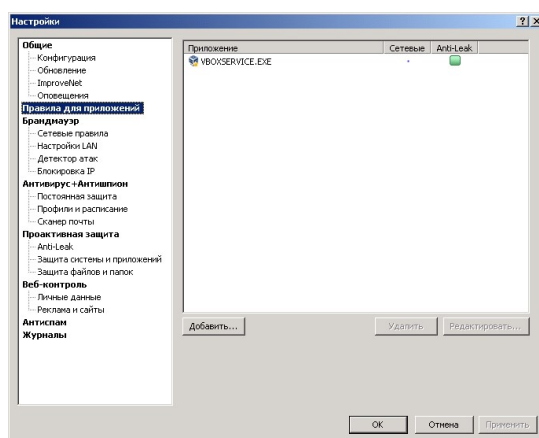 Настройки
Общие
Конфигурация
Обновление
ImproveNet
Оповещения
Правила для приложений
Брандмауэр
Сетевые правила
Настройки LAN
Детектор атак
Блокировка IP
Антивирус+Антишпион
Постоянная защита
Профили и расписание
Сканер почты
Проактивная защита
Anti-Leak
Защита системы и приложений
Защита файлов и папок
Веб-контроль
Личные данные
Реклама и сайты
Антиспам
Журналы
Приложение Сетевые Anti-Leak
VBOXSERVICE.EXE
Добавить... Удалить Редактировать...
OK Отмена Применить